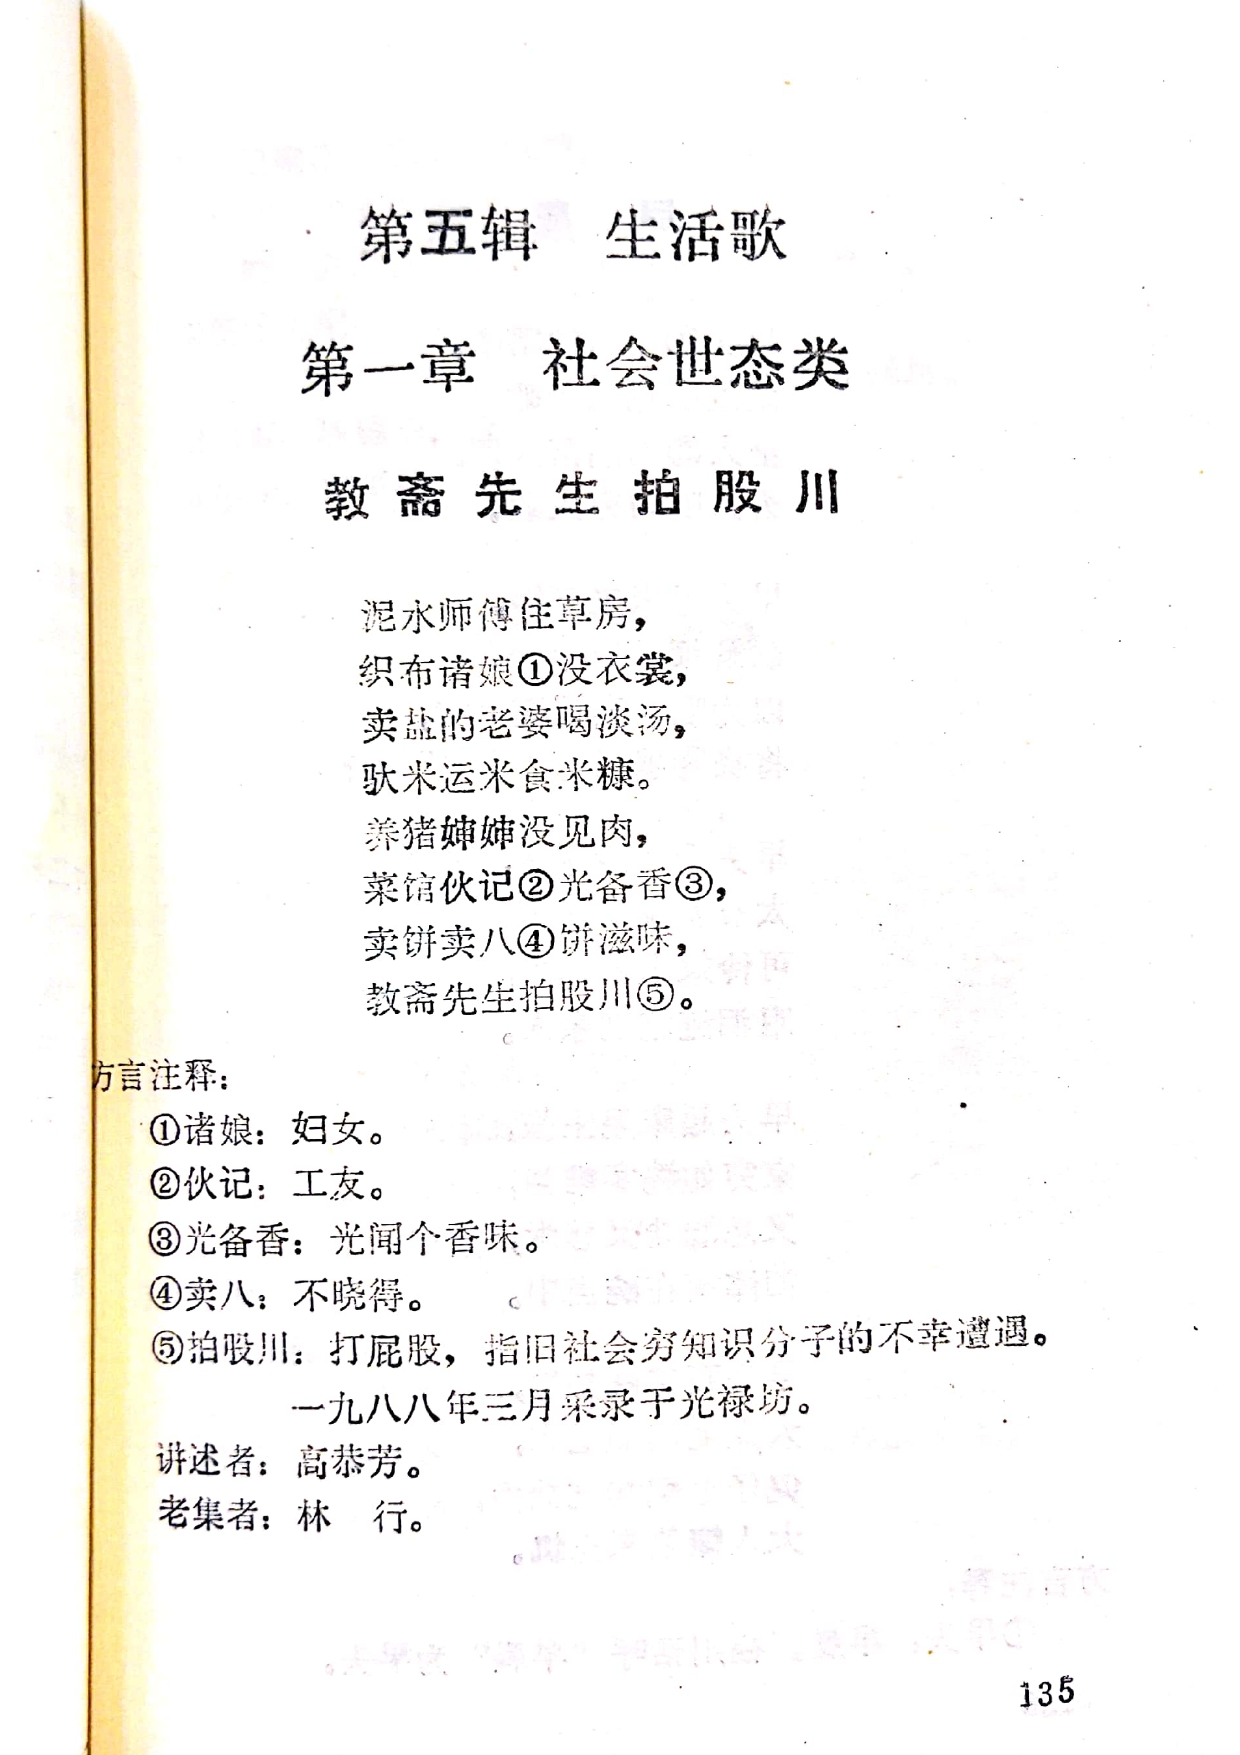 第五辑　生活歌
第一章　社会世态类
教斋先生拍股川
泥水师傅住草房，
织布诸娘①没衣裳，
卖盐的老婆喝淡汤，
驮米运米食米糠。
养猪婶婶没见肉，
菜馆伙记②光备香③，
卖饼卖八④饼滋味，
教斋先生拍股川⑤。
方言注释：
①诸娘：妇女。
②伙记：工友。
③光备香：光闻个香味。
④卖八：不晓得。
⑤拍股川：打屁股，指旧社会穷知识分子的不幸遭遇。
一九八八年三月采录于光禄坊。
讲述者：高恭芳。
老集者：林　行。
135